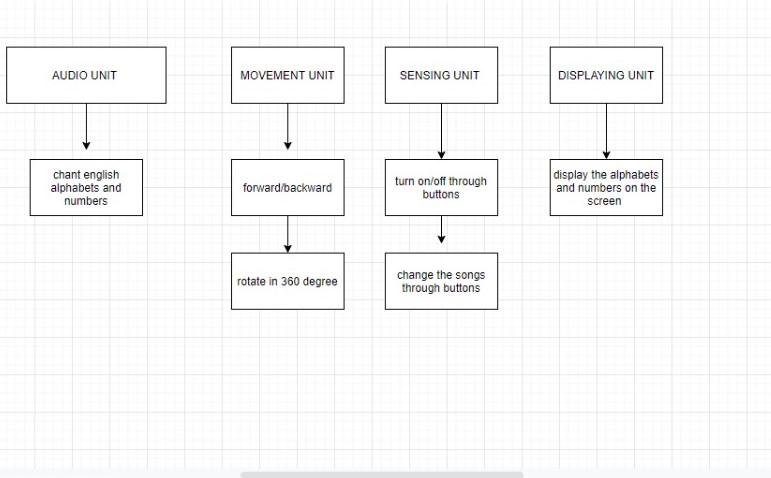 AUDIO UNIT
MOVEMENT UNIT
SENSING UNIT
DISPLAYING UNIT
chant english
alphabets and
numbers
forward/backward
turn on/off through
buttons
display the alphabets
and numbers on the
screen
rotate in 360 degree
change the songs
through buttons